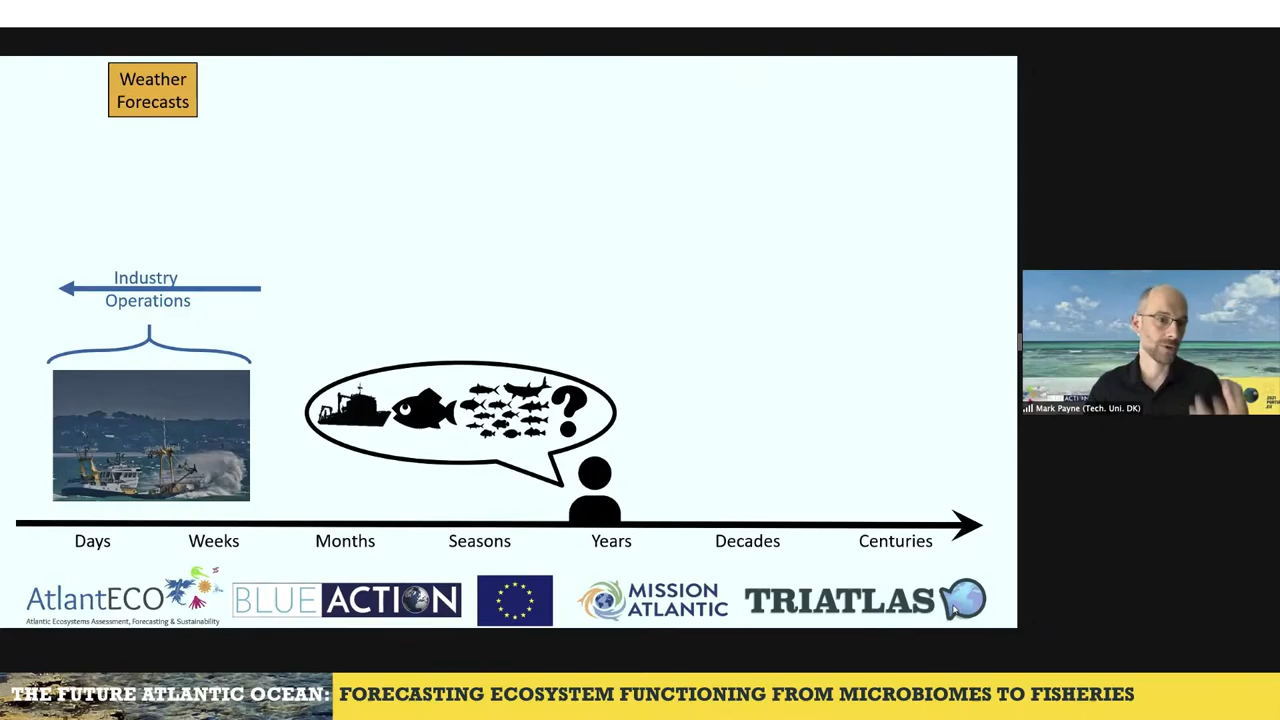 Weather
Forecasts
Industry
Operations
?
Days Weeks Months Seasons Years Decades Centuries
AtlantECO
Atlantic Ecosystems Assessment, Forecasting & Sustainability
BLUE ACTION
MISSION
ATLANTIC
TRIATLAS
Mark Payne (Tech. Uni. DK)
THE FUTURE ATLANTIC OCEAN: FORECASTING ECOSYSTEM FUNCTIONING FROM MICROBIOMES TO FISHERIES